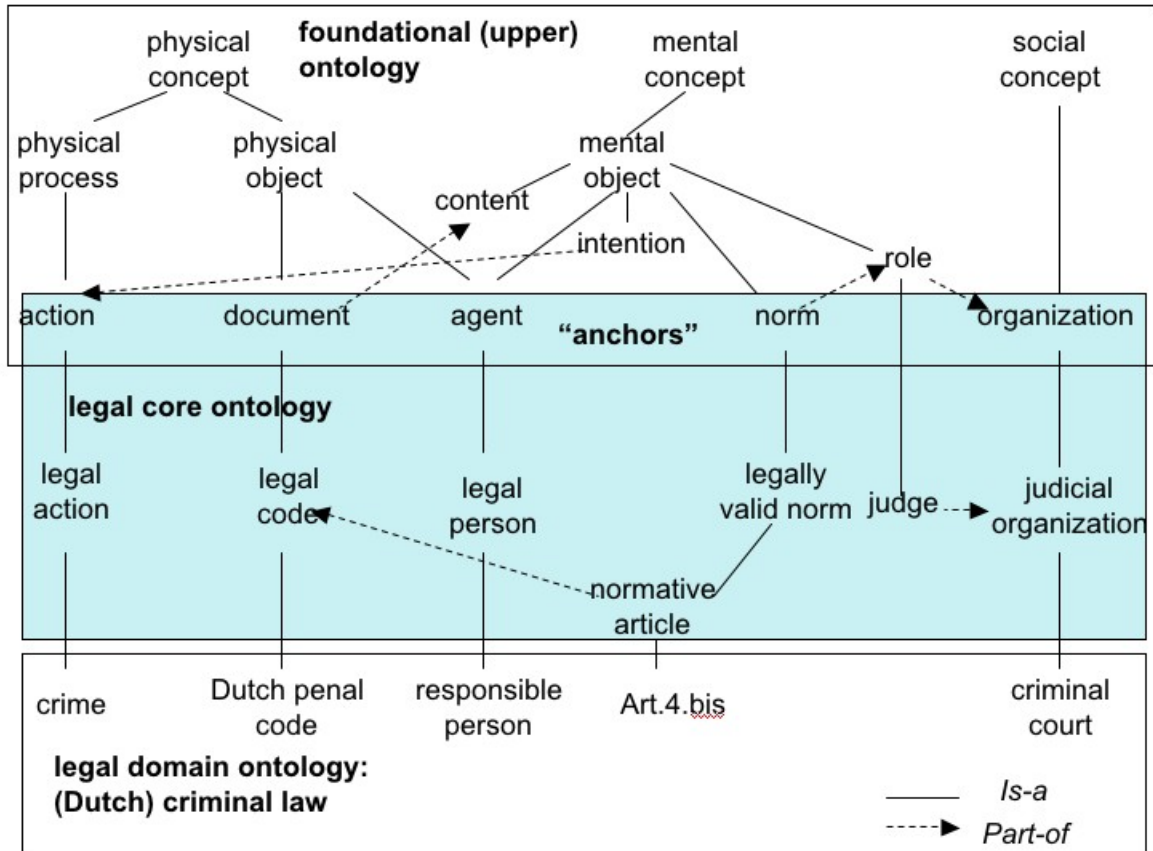 physical
concept
foundational (upper)
ontology
mental
concept
social
concept
physical
process
physical
object
mental
object
content
intention
role
action
document
agent
"anchors"
norm
organization
legal core ontology
legal
action
legal
code
legal
person
legally
valid norm
judge
judicial
organization
normative
article
crime
Dutch penal
code
responsible
person
Art.4.bis
criminal
court
legal domain ontology:
(Dutch) criminal law
Is-a
Part-of